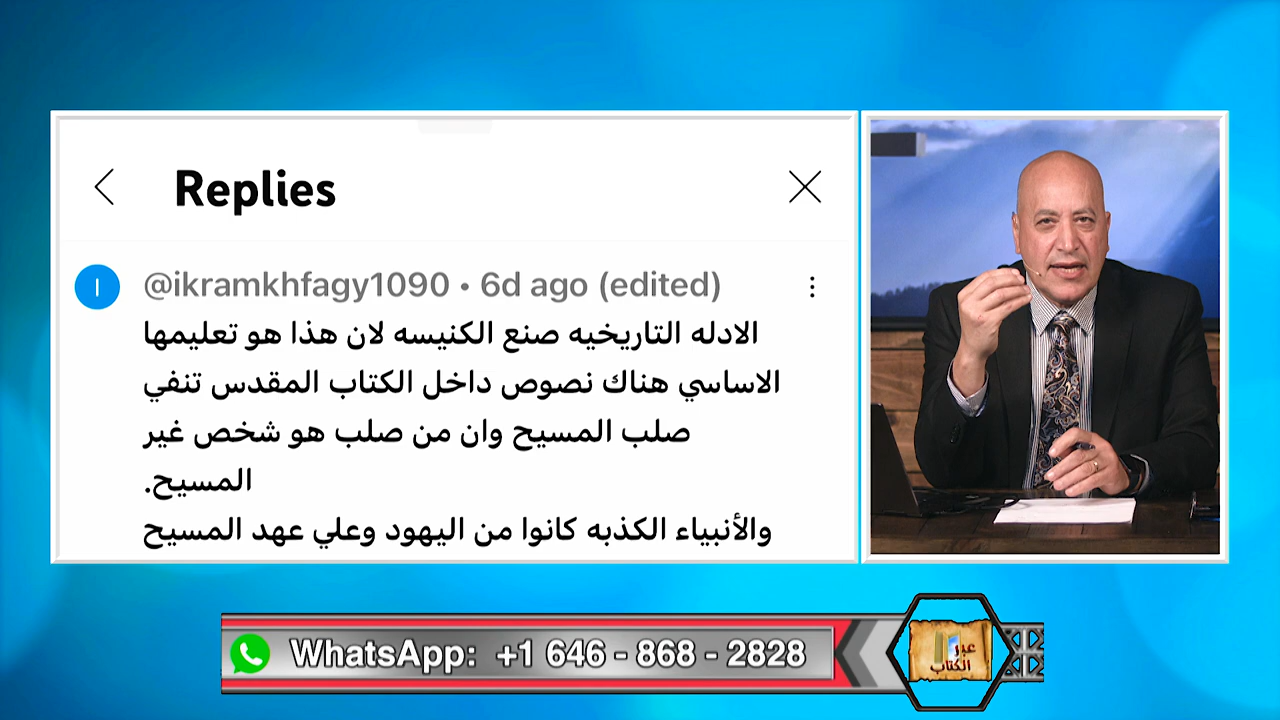 Replies
@ikramkhfagy1090 • 6d ago (edited)
الادله التاريخيه صنع الكنيسه لان هذا هو تعليمها
الاساسي هناك نصوص داخل الكتاب المقدس تنفي
صلب المسيح وان من صلب هو شخص غير
المسيح.
والأنبياء الكذبه كانوا من اليهود وعلي عهد المسيح
WhatsApp: +1 646 - 868 - 2828
عبر
الكتاب